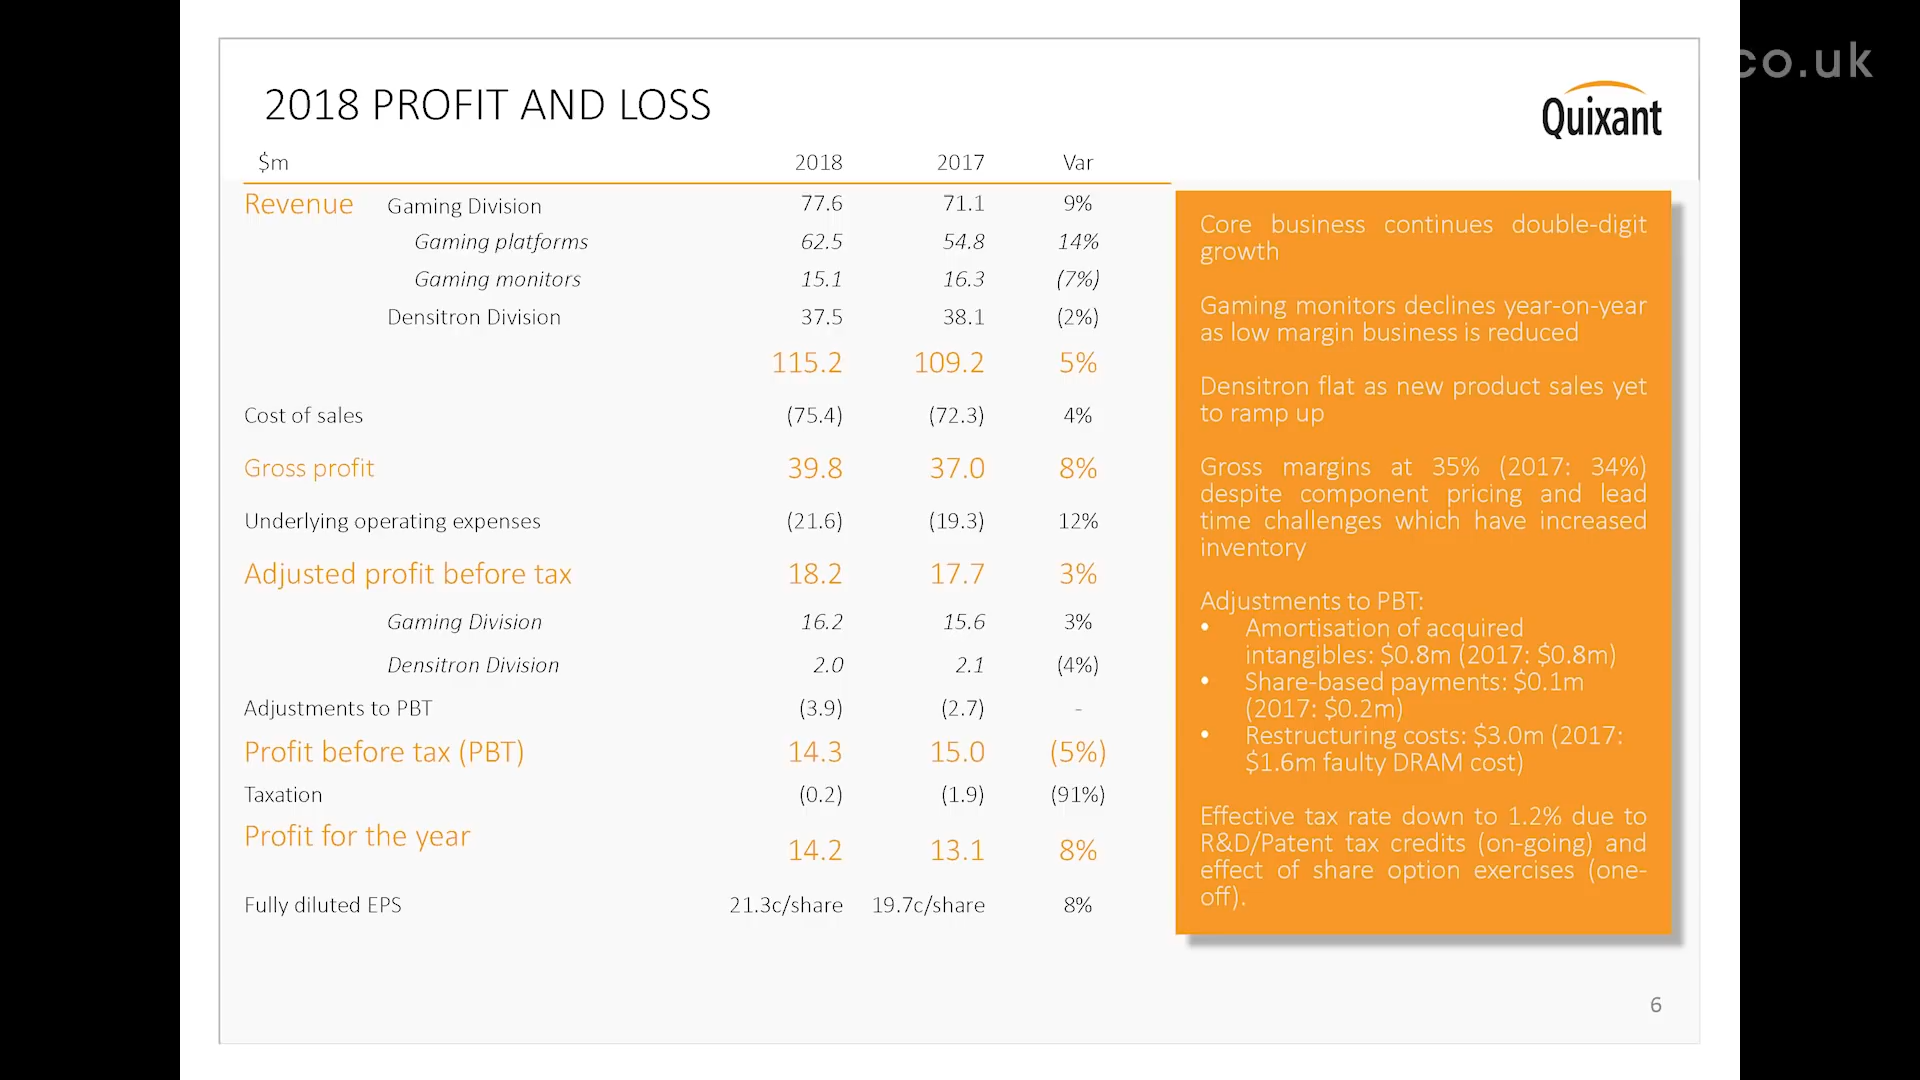 co.uk
2018 PROFIT AND LOSS
Quixant
$m 2018 2017 Var
Revenue Gaming Division 77.6 71.1 9%
Gaming platforms 62.5 54.8 14%
Gaming monitors 15.1 16.3 (7%)
Densitron Division 37.5 38.1 (2%)
115.2 109.2 5%
Cost of sales (75.4) (72.3) 4%
Gross profit 39.8 37.0 8%
Underlying operating expenses (21.6) (19.3) 12%
Adjusted profit before tax 18.2 17.7 3%
Gaming Division 16.2 15.6 3%
Densitron Division 2.0 2.1 (4%)
Adjustments to PBT (3.9) (2.7) -
Profit before tax (PBT) 14.3 15.0 (5%)
Taxation (0.2) (1.9) (91%)
Profit for the year 14.2 13.1 8%
Fully diluted EPS 21.3c/share 19.7c/share 8%
Core business continues double-digit
growth
Gaming monitors declines year-on-year
as low margin business is reduced
Densitron flat as new product sales yet
to ramp up
Gross margins at 35% (2017: 34%)
despite component pricing and lead
time challenges which have increased
inventory
Adjustments to PBT:
• Amortisation of acquired
intangibles: $0.8m (2017: $0.8m)
• Share-based payments: $0.1m
(2017: $0.2m)
• Restructuring costs: $3.0m (2017:
$1.6m faulty DRAM cost)
Effective tax rate down to 1.2% due to
R&D/Patent tax credits (on-going) and
effect of share option exercises (one-
off).
6